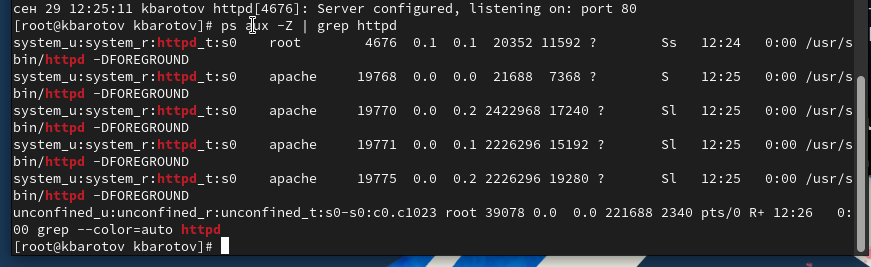 сен 29 12:25:11 kbarotov httpd[4676]: Server configured, listening on: port 80
[root@kbarotov kbarotov]# ps aux -Z | grep httpd
system_u:system_r:httpd_t:s0    root        4676  0.1  0.1  20352 11592 ?        Ss   12:24   0:00 /usr/s
bin/httpd -DFOREGROUND
system_u:system_r:httpd_t:s0    apache     19768  0.0  0.0  21688  7368 ?        S    12:25   0:00 /usr/s
bin/httpd -DFOREGROUND
system_u:system_r:httpd_t:s0    apache     19770  0.0  0.2 2422968 17240 ?       Sl   12:25   0:00 /usr/s
bin/httpd -DFOREGROUND
system_u:system_r:httpd_t:s0    apache     19771  0.0  0.1 2226296 15192 ?       Sl   12:25   0:00 /usr/s
bin/httpd -DFOREGROUND
system_u:system_r:httpd_t:s0    apache     19775  0.0  0.2 2226296 19280 ?       Sl   12:25   0:00 /usr/s
bin/httpd -DFOREGROUND
unconfined_u:unconfined_r:unconfined_t:s0-s0:c0.c1023 root 39078 0.0  0.0 221688 2340 pts/0 R+ 12:26   0:
00 grep --color=auto httpd
[root@kbarotov kbarotov]#